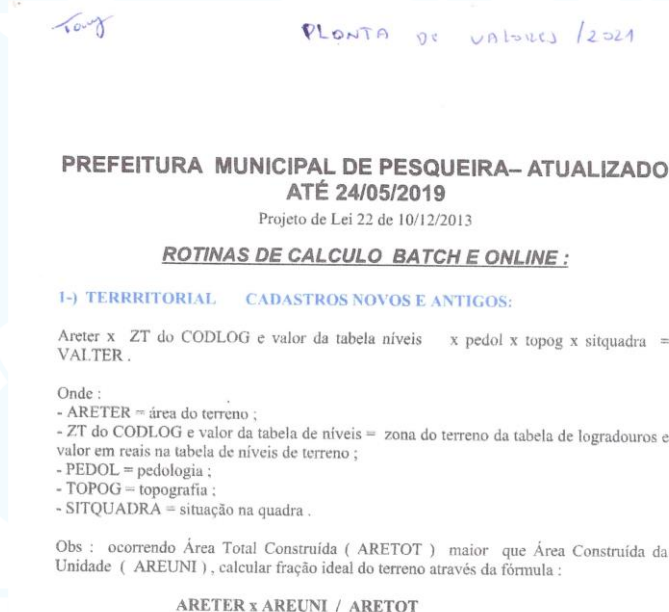 Tony
PLANTA DE VALORES /2021
PREFEITURA MUNICIPAL DE PESQUEIRA– ATUALIZADO
ATÉ 24/05/2019
Projeto de Lei 22 de 10/12/2013
ROTINAS DE CALCULO BATCH E ONLINE :
1-) TERRRITORIAL CADASTROS NOVOS E ANTIGOS:
Areter x ZT do CODLOG e valor da tabela níveis x pedol x topog x sitquadra =
VALTER .
Onde :
- ARETER = área do terreno ;
- ZT do CODLOG e valor da tabela de níveis = zona do terreno da tabela de logradouros e
valor em reais na tabela de níveis de terreno ;
- PEDOL = pedologia ;
- TOPOG = topografia ;
- SITQUADRA = situação na quadra .
Obs : ocorrendo Área Total Construída ( ARETOT ) maior que Área Construída da
Unidade ( AREUNI ) , calcular fração ideal do terreno através da fórmula :
ARETER x AREUNI / ARETOT